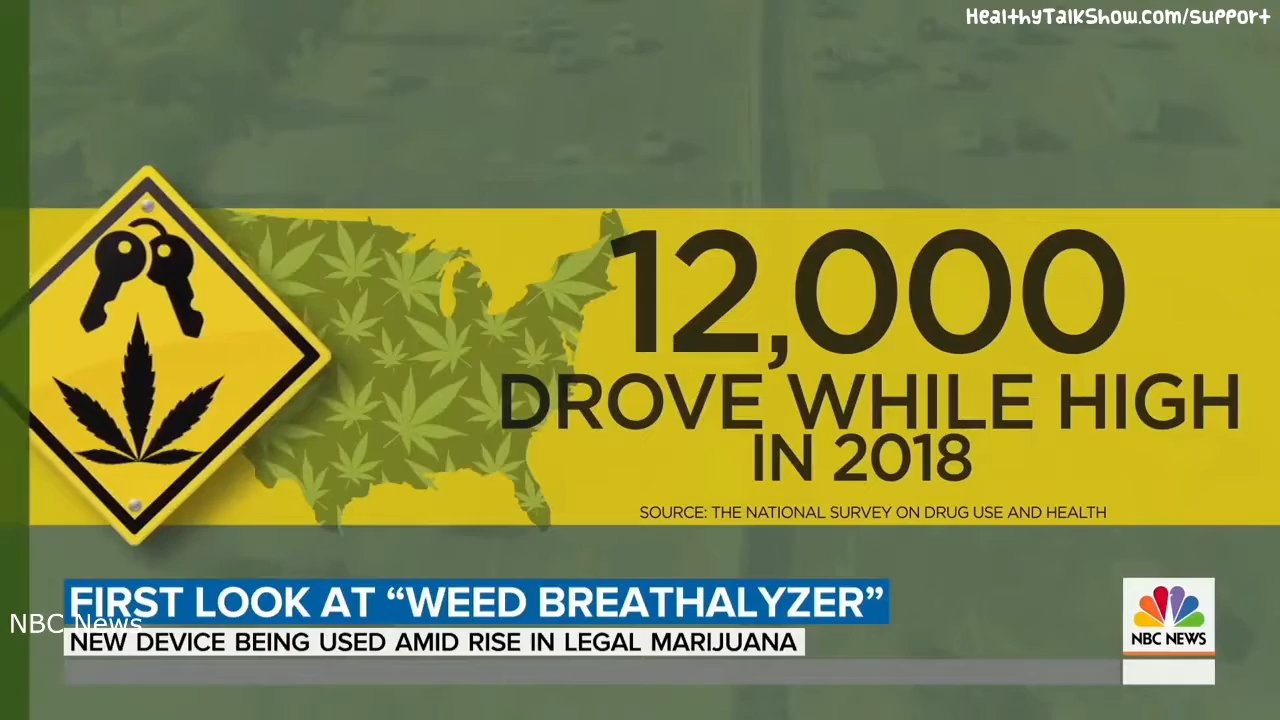 HealthyTalkShow.com/support
12,000
DROVE WHILE HIGH
IN 2018
SOURCE: THE NATIONAL SURVEY ON DRUG USE AND HEALTH
FIRST LOOK AT “WEED BREATHALYZER”
NBC News
NEW DEVICE BEING USED AMID RISE IN LEGAL MARIJUANA
NBC NEWS